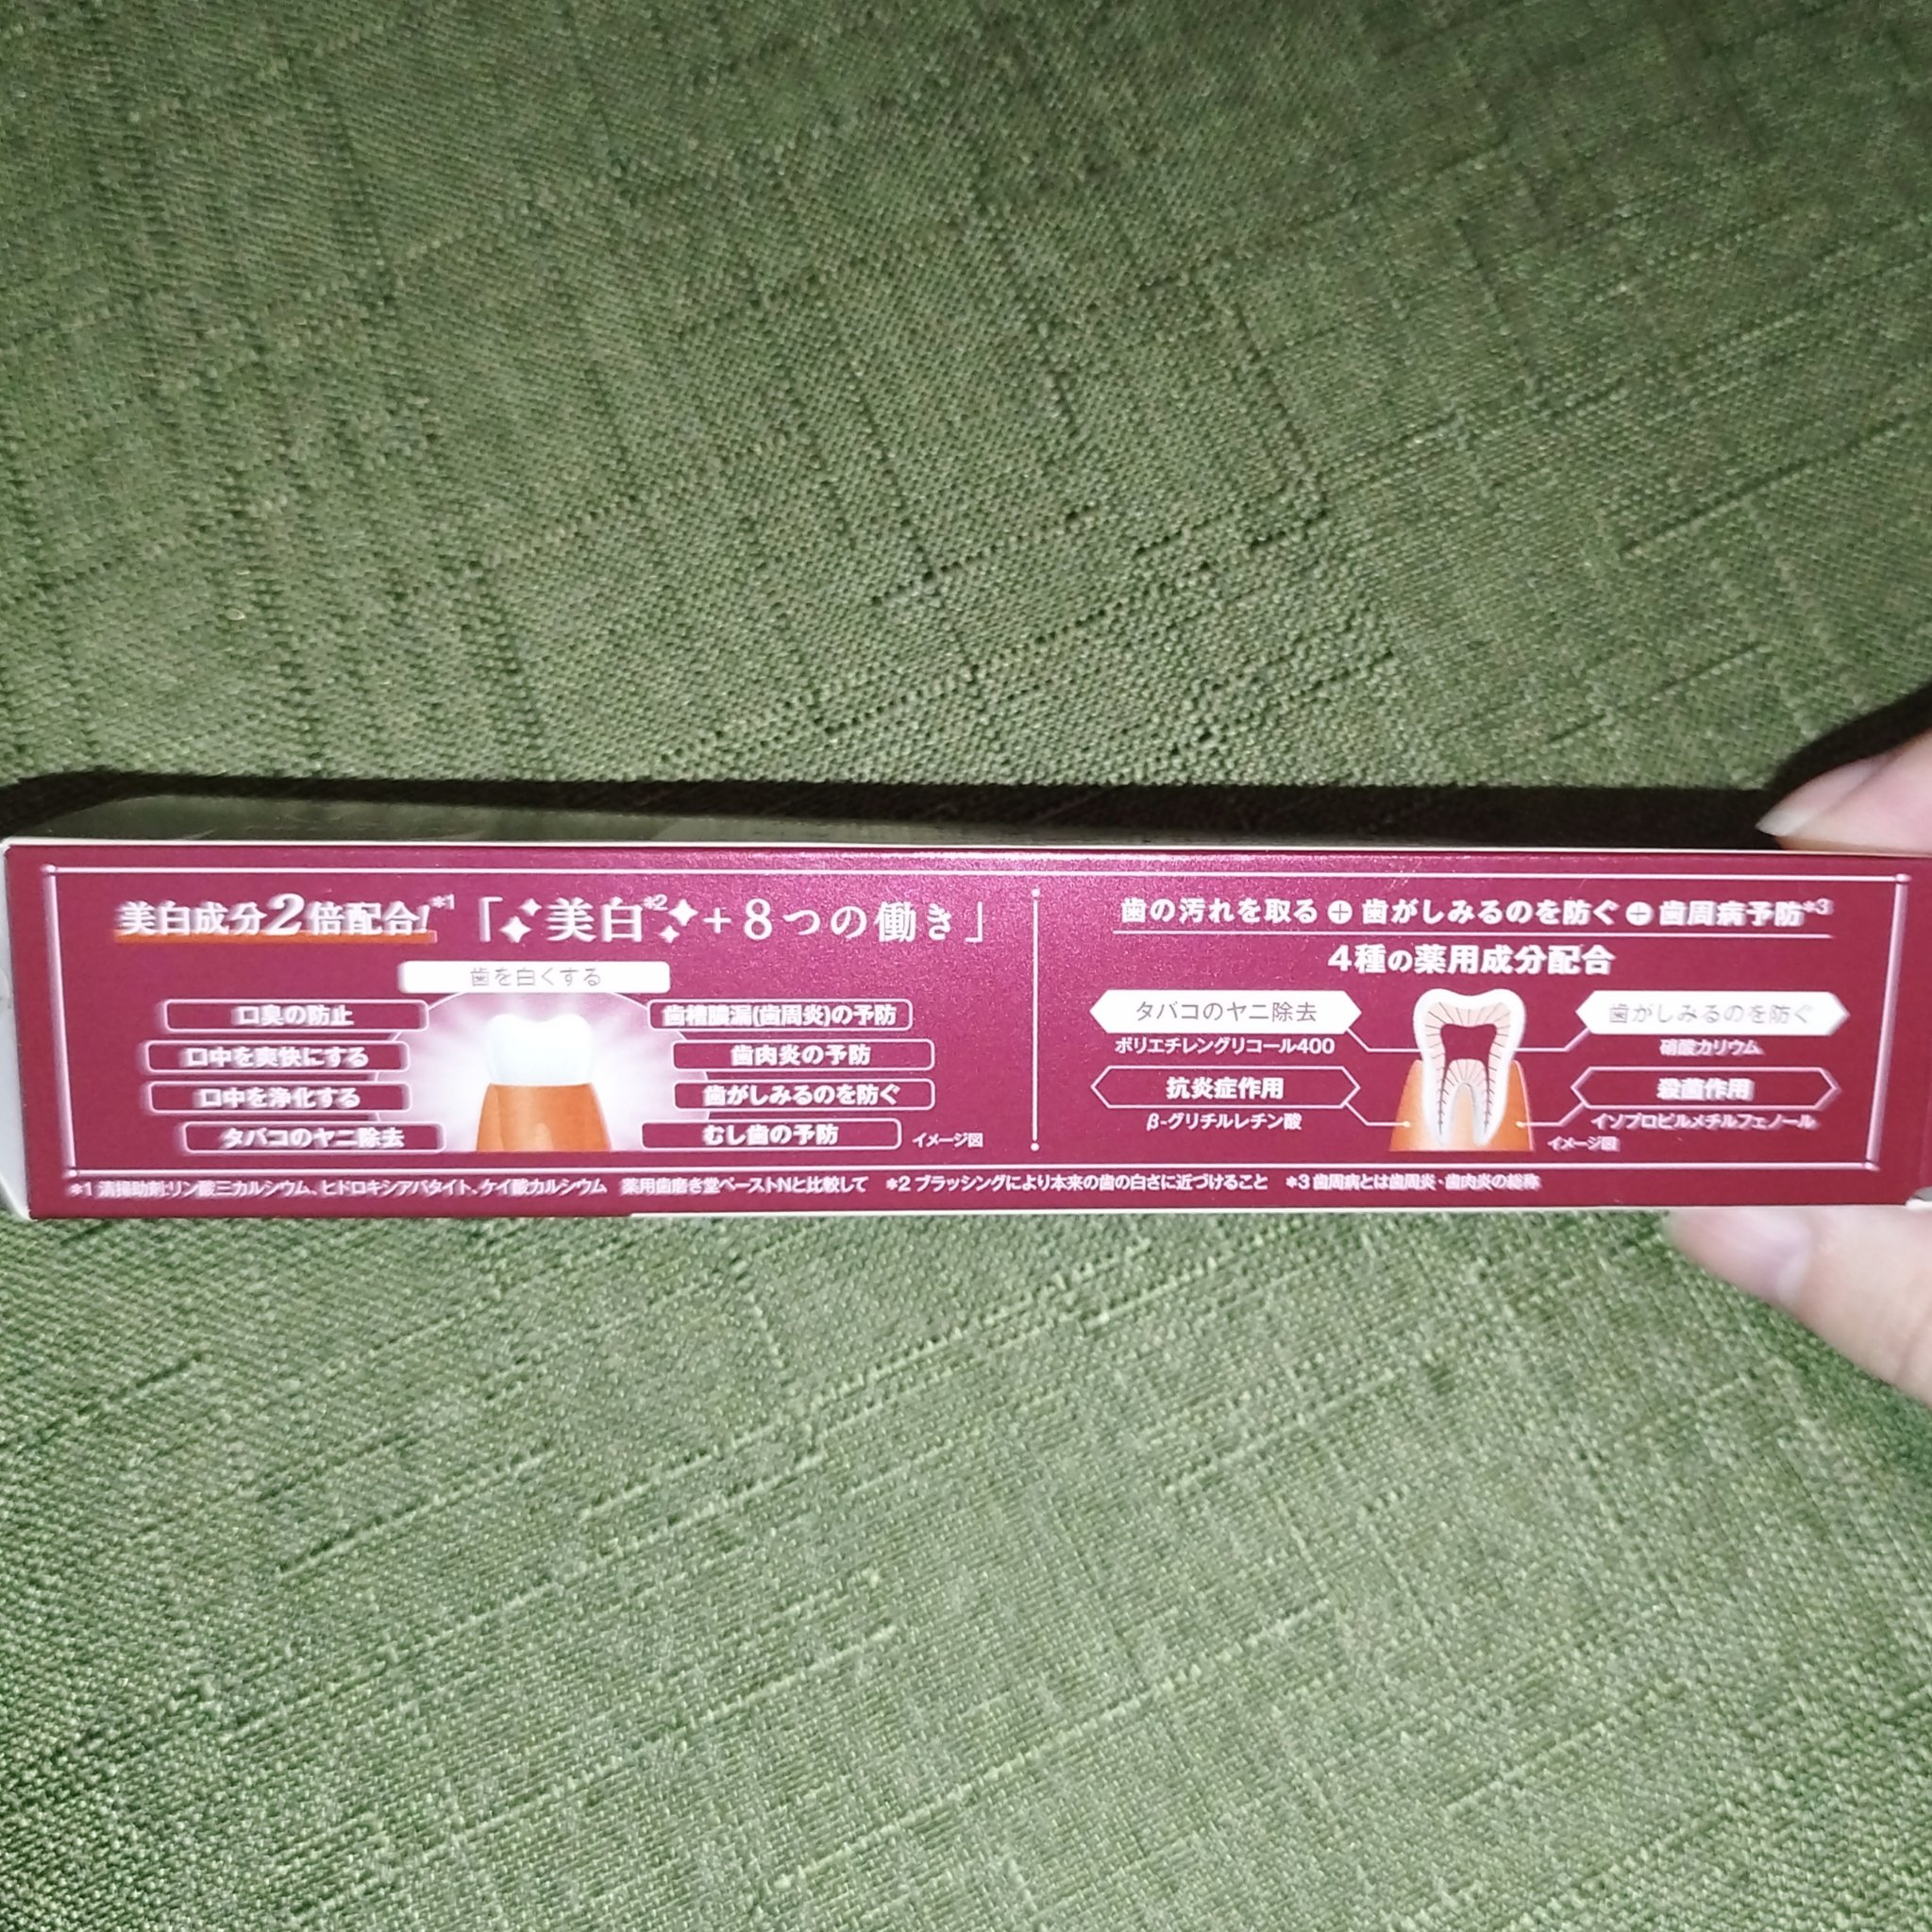 美白成分2倍配合!*1「美白*2+8つの働き」
歯を白くする
口臭の防止
口中を爽快にする
口中を浄化する
タバコのヤニ除去
歯槽膿漏(歯周炎)の予防
歯肉炎の予防
歯がしみるのを防ぐ
むし歯の予防
イメージ図
歯の汚れを取る+歯がしみるのを防ぐ+歯周病予防*3
4種の薬用成分配合
タバコのヤニ除去
ポリエチレングリコール400
抗炎症作用
β-グリチルレチン酸
歯がしみるのを防ぐ
硝酸カリウム
殺菌作用
イソプロピルメチルフェノール
イメージ図
*1 清掃助剤:リン酸三カルシウム、ヒドロキシアパタイト、ケイ酸カルシウム 薬用歯磨き堂ペーストNと比較して *2 ブラッシングにより本来の歯の白さに近づけること *3 歯周病とは歯周炎・歯肉炎の総称